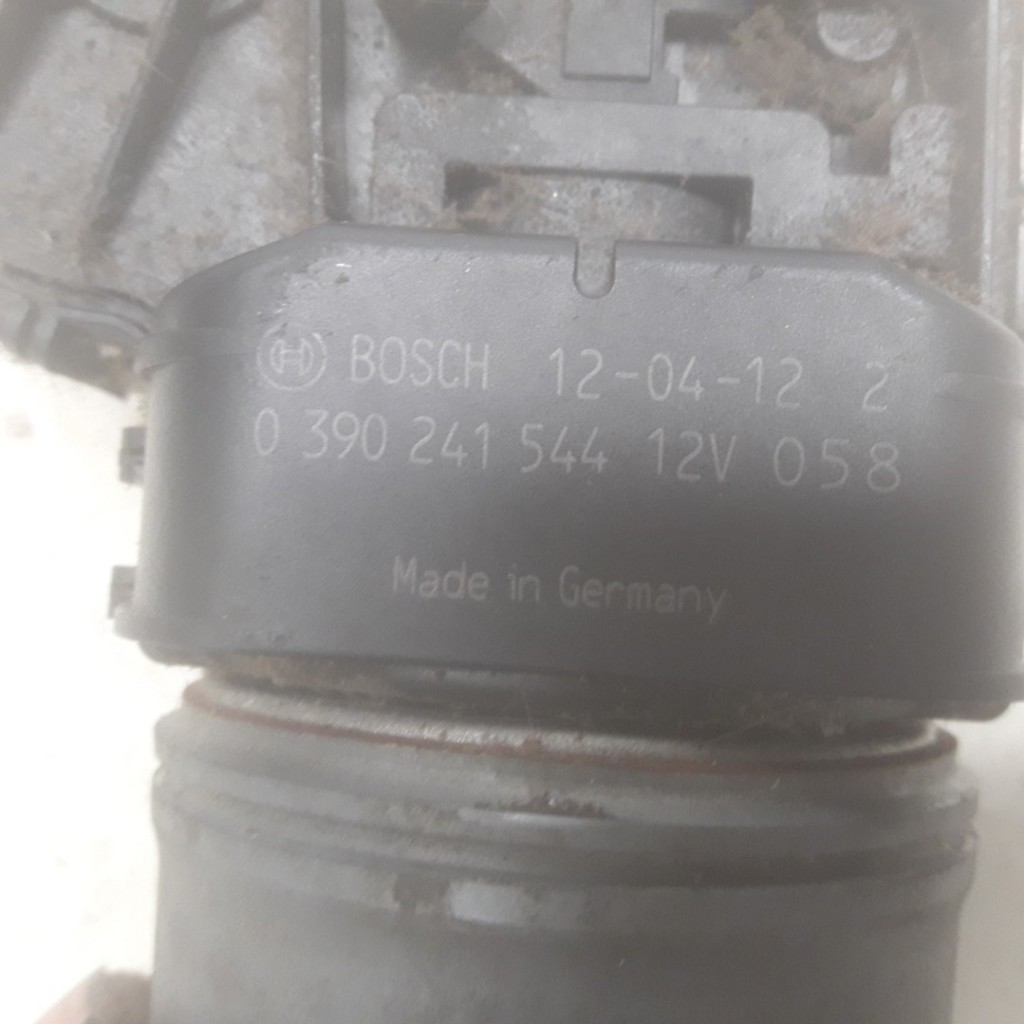 BOSCH 12-04-12 2
0 390 241 544 12V 058
Made in Germany